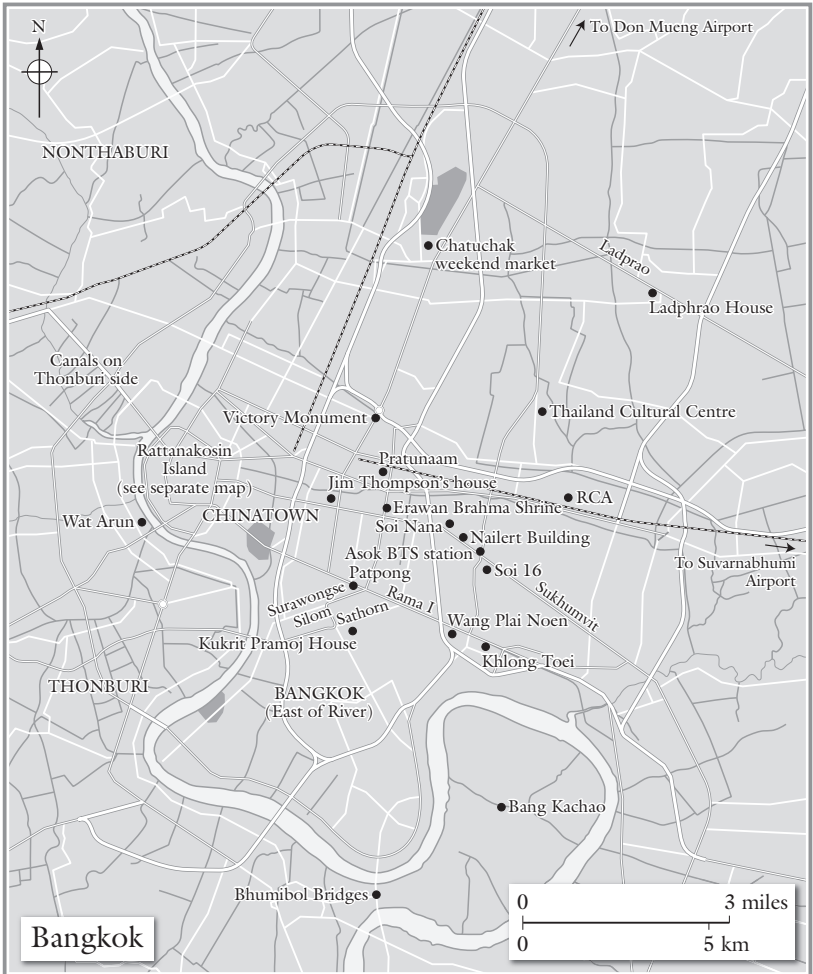 N
To Don Mueng Airport
NONTHABURI
Chatuchak
weekend market
Ladprao
Ladphrao House
Canals on
Thonburi side
Victory Monument
Thailand Cultural Centre
Rattanakosin
Island
(see separate map)
Pratunaam
Jim Thompson's house
RCA
Erawan Brahma Shrine
CHINATOWN
Wat Arun
Soi Nana
Nailert Building
Asok BTS station
To Suvarnabhumi
Airport
Soi 16
Patpong
Surawongse
Silom
Sathorn
Rama I
Sukhumvit
Wang Plai Noen
Kukrit Pramoj House
Khlong Toei
THONBURI
BANGKOK
(East of River)
Bang Kachao
Bhumibol Bridges
0 3 miles
0 5 km
Bangkok